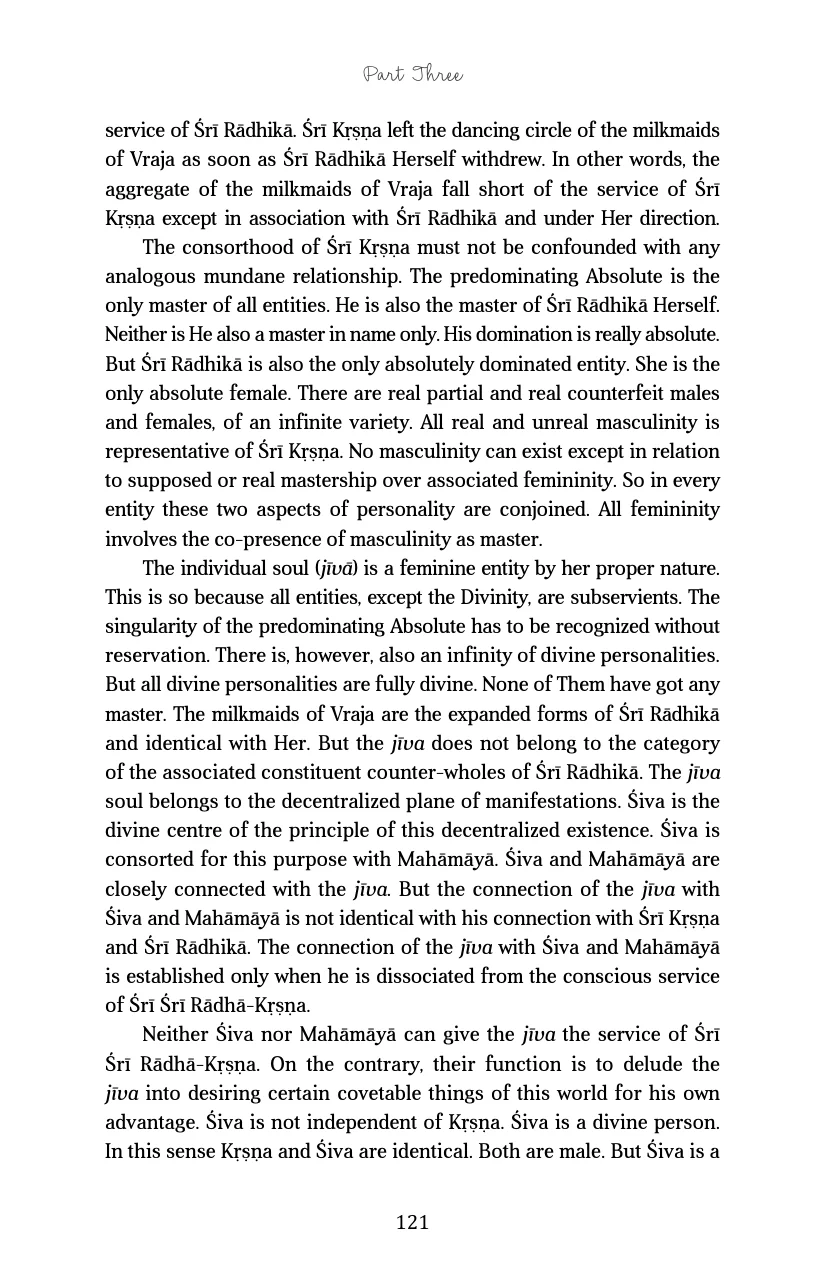 Part Three
service of Śrī Rādhikā. Śrī Kṛṣṇa left the dancing circle of the milkmaids
of Vraja as soon as Śrī Rādhikā Herself withdrew. In other words, the
aggregate of the milkmaids of Vraja fall short of the service of Śrī
Kṛṣṇa except in association with Śrī Rādhikā and under Her direction.
The consorthood of Śrī Kṛṣṇa must not be confounded with any
analogous mundane relationship. The predominating Absolute is the
only master of all entities. He is also the master of Śrī Rādhikā Herself.
Neither is He also a master in name only. His domination is really absolute.
But Śrī Rādhikā is also the only absolutely dominated entity. She is the
only absolute female. There are real partial and real counterfeit males
and females, of an infinite variety. All real and unreal masculinity is
representative of Śrī Kṛṣṇa. No masculinity can exist except in relation
to supposed or real mastership over associated femininity. So in every
entity these two aspects of personality are conjoined. All femininity
involves the co-presence of masculinity as master.
The individual soul (jīvā) is a feminine entity by her proper nature.
This is so because all entities, except the Divinity, are subservients. The
singularity of the predominating Absolute has to be recognized without
reservation. There is, however, also an infinity of divine personalities.
But all divine personalities are fully divine. None of Them have got any
master. The milkmaids of Vraja are the expanded forms of Śrī Rādhikā
and identical with Her. But the jīva does not belong to the category
of the associated constituent counter-wholes of Śrī Rādhikā. The jīva
soul belongs to the decentralized plane of manifestations. Śiva is the
divine centre of the principle of this decentralized existence. Śiva is
consorted for this purpose with Mahāmāyā. Śiva and Mahāmāyā are
closely connected with the jīva. But the connection of the jīva with
Śiva and Mahāmāyā is not identical with his connection with Śrī Kṛṣṇa
and Śrī Rādhikā. The connection of the jīva with Śiva and Mahāmāyā
is established only when he is dissociated from the conscious service
of Śrī Śrī Rādhā-Kṛṣṇa.
Neither Śiva nor Mahāmāyā can give the jīva the service of Śrī
Śrī Rādhā-Kṛṣṇa. On the contrary, their function is to delude the
jīva into desiring certain covetable things of this world for his own
advantage. Śiva is not independent of Kṛṣṇa. Śiva is a divine person.
In this sense Kṛṣṇa and Śiva are identical. Both are male. But Śiva is a
121